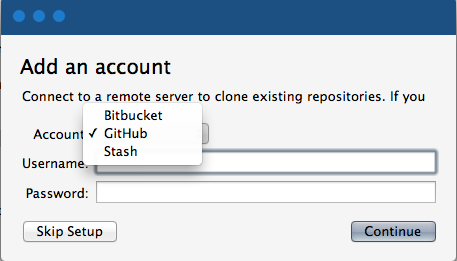 Add an account
Connect to a remote server to clone existing repositories. If you
Bitbucket
Account ✓ GitHub
Stash
Username:
Password:
Skip Setup
Continue